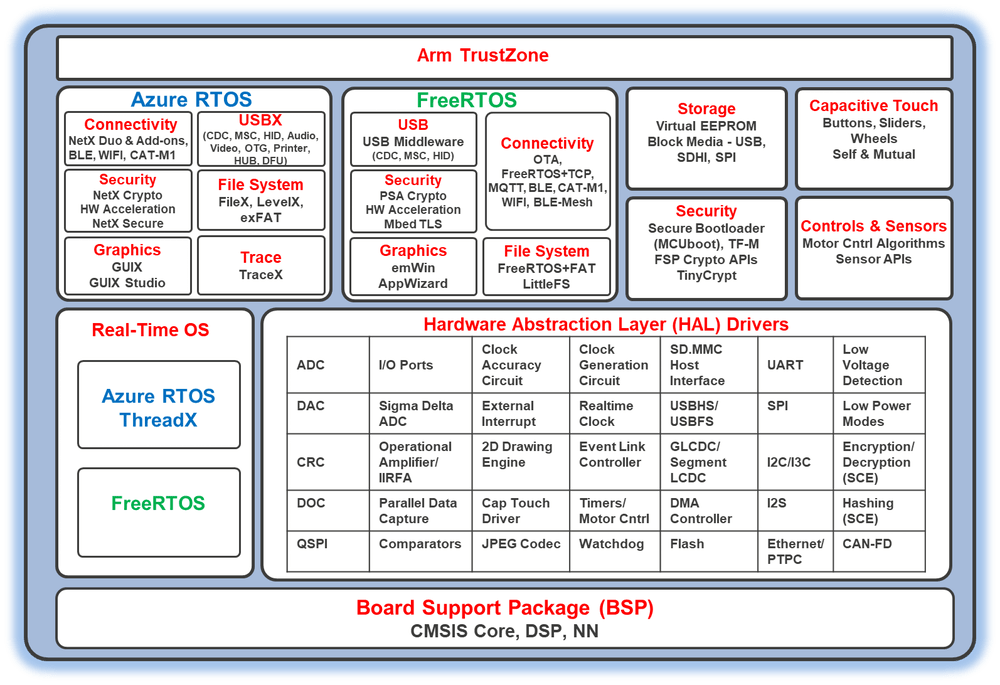 Arm TrustZone
Azure RTOS
Connectivity
NetX Duo & Add-ons,
BLE, WIFI, CAT-M1
USBX
(CDC, MSC, HID, Audio,
Video, OTG, Printer,
HUB, DFU)
Security
NetX Crypto
HW Acceleration
NetX Secure
File System
FileX, LevelX,
exFAT
Graphics
GUIX
GUIX Studio
Trace
TraceX
FreeRTOS
USB
USB Middleware
(CDC, MSC, HID)
Connectivity
OTA,
FreeRTOS+TCP,
MQTT, BLE, CAT-M1,
WIFI, BLE-Mesh
Security
PSA Crypto
HW Acceleration
Mbed TLS
Graphics
emWin
AppWizard
File System
FreeRTOS+FAT
LittleFS
Storage
Virtual EEPROM
Block Media - USB,
SDHI, SPI
Capacitive Touch
Buttons, Sliders,
Wheels
Self & Mutual
Security
Secure Bootloader
(MCUboot), TF-M
FSP Crypto APIs
TinyCrypt
Controls & Sensors
Motor Cntrl Algorithms
Sensor APIs
Real-Time OS
Azure RTOS
ThreadX
FreeRTOS
Hardware Abstraction Layer (HAL) Drivers
ADC
I/O Ports
Clock
Accuracy
Circuit
Clock
Generation
Circuit
SD.MMC
Host
Interface
UART
Low
Voltage
Detection
DAC
Sigma Delta
ADC
External
Interrupt
Realtime
Clock
USBHS/
USBFS
SPI
Low Power
Modes
CRC
Operational
Amplifier/
IIRFA
2D Drawing
Engine
Event Link
Controller
GLCDC/
Segment
LCDC
I2C/I3C
Encryption/
Decryption
(SCE)
DOC
Parallel Data
Capture
Cap Touch
Driver
Timers/
Motor Cntrl
DMA
Controller
I2S
Hashing
(SCE)
QSPI
Comparators
JPEG Codec
Watchdog
Flash
Ethernet/
PTPC
CAN-FD
Board Support Package (BSP)
CMSIS Core, DSP, NN